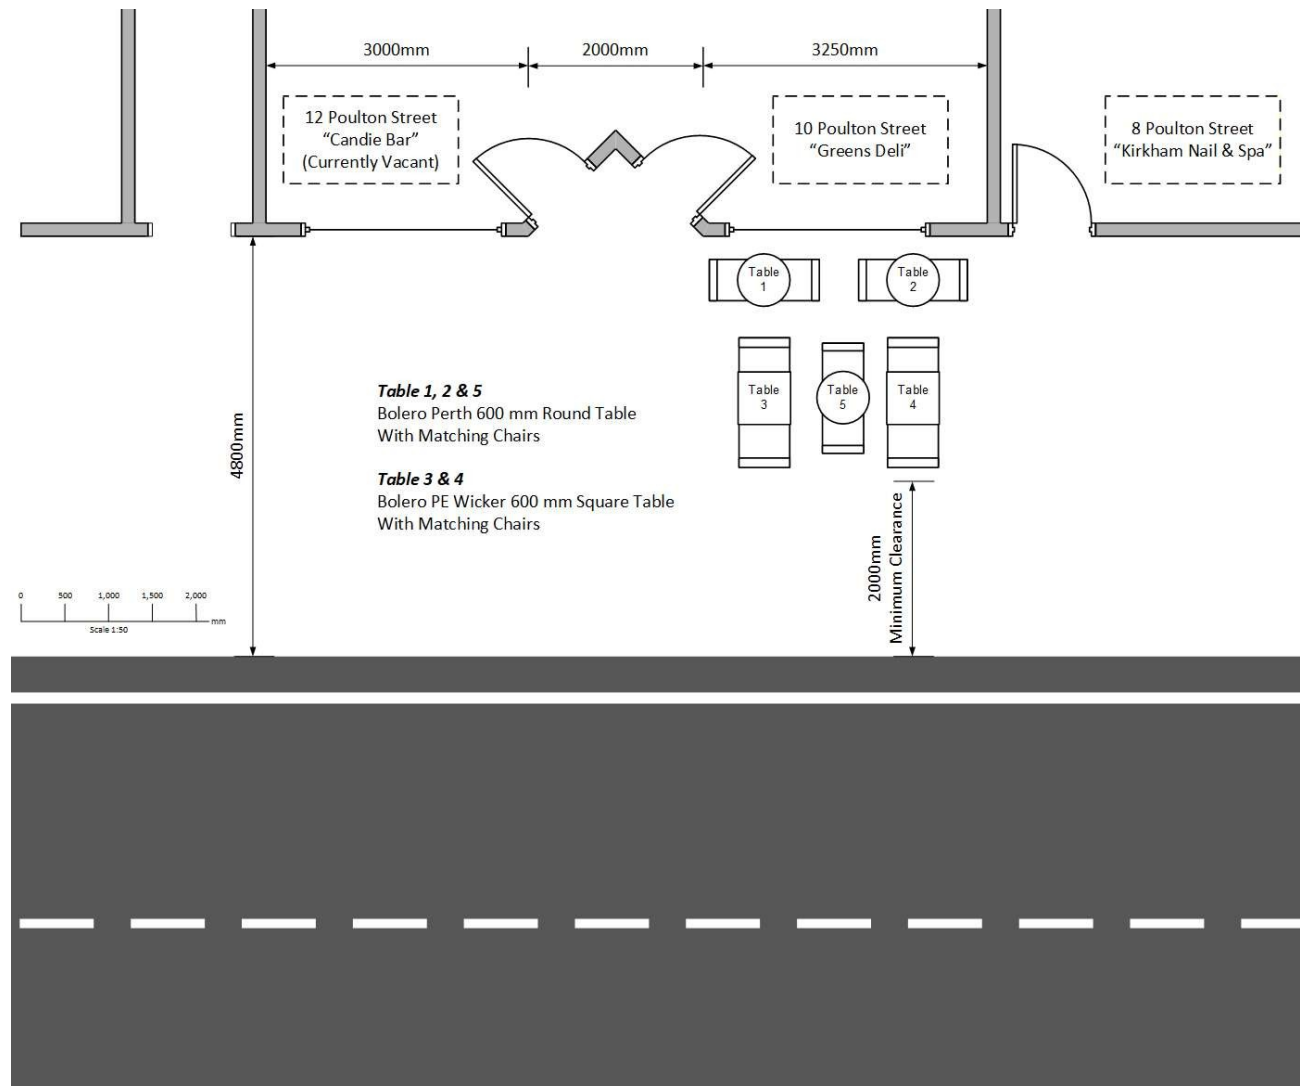 3000mm
2000mm
3250mm
12 Poulton Street
“Candie Bar”
(Currently Vacant)
10 Poulton Street
“Greens Deli”
8 Poulton Street
“Kirkham Nail & Spa”
Table
1
Table
2
Table
3
Table
5
Table
4
Table 1, 2 & 5
Bolero Perth 600 mm Round Table
With Matching Chairs
Table 3 & 4
Bolero PE Wicker 600 mm Square Table
With Matching Chairs
4800mm
2000mm
Minimum Clearance
0 500 1,000 1,500 2,000
mm
Scale 1:50